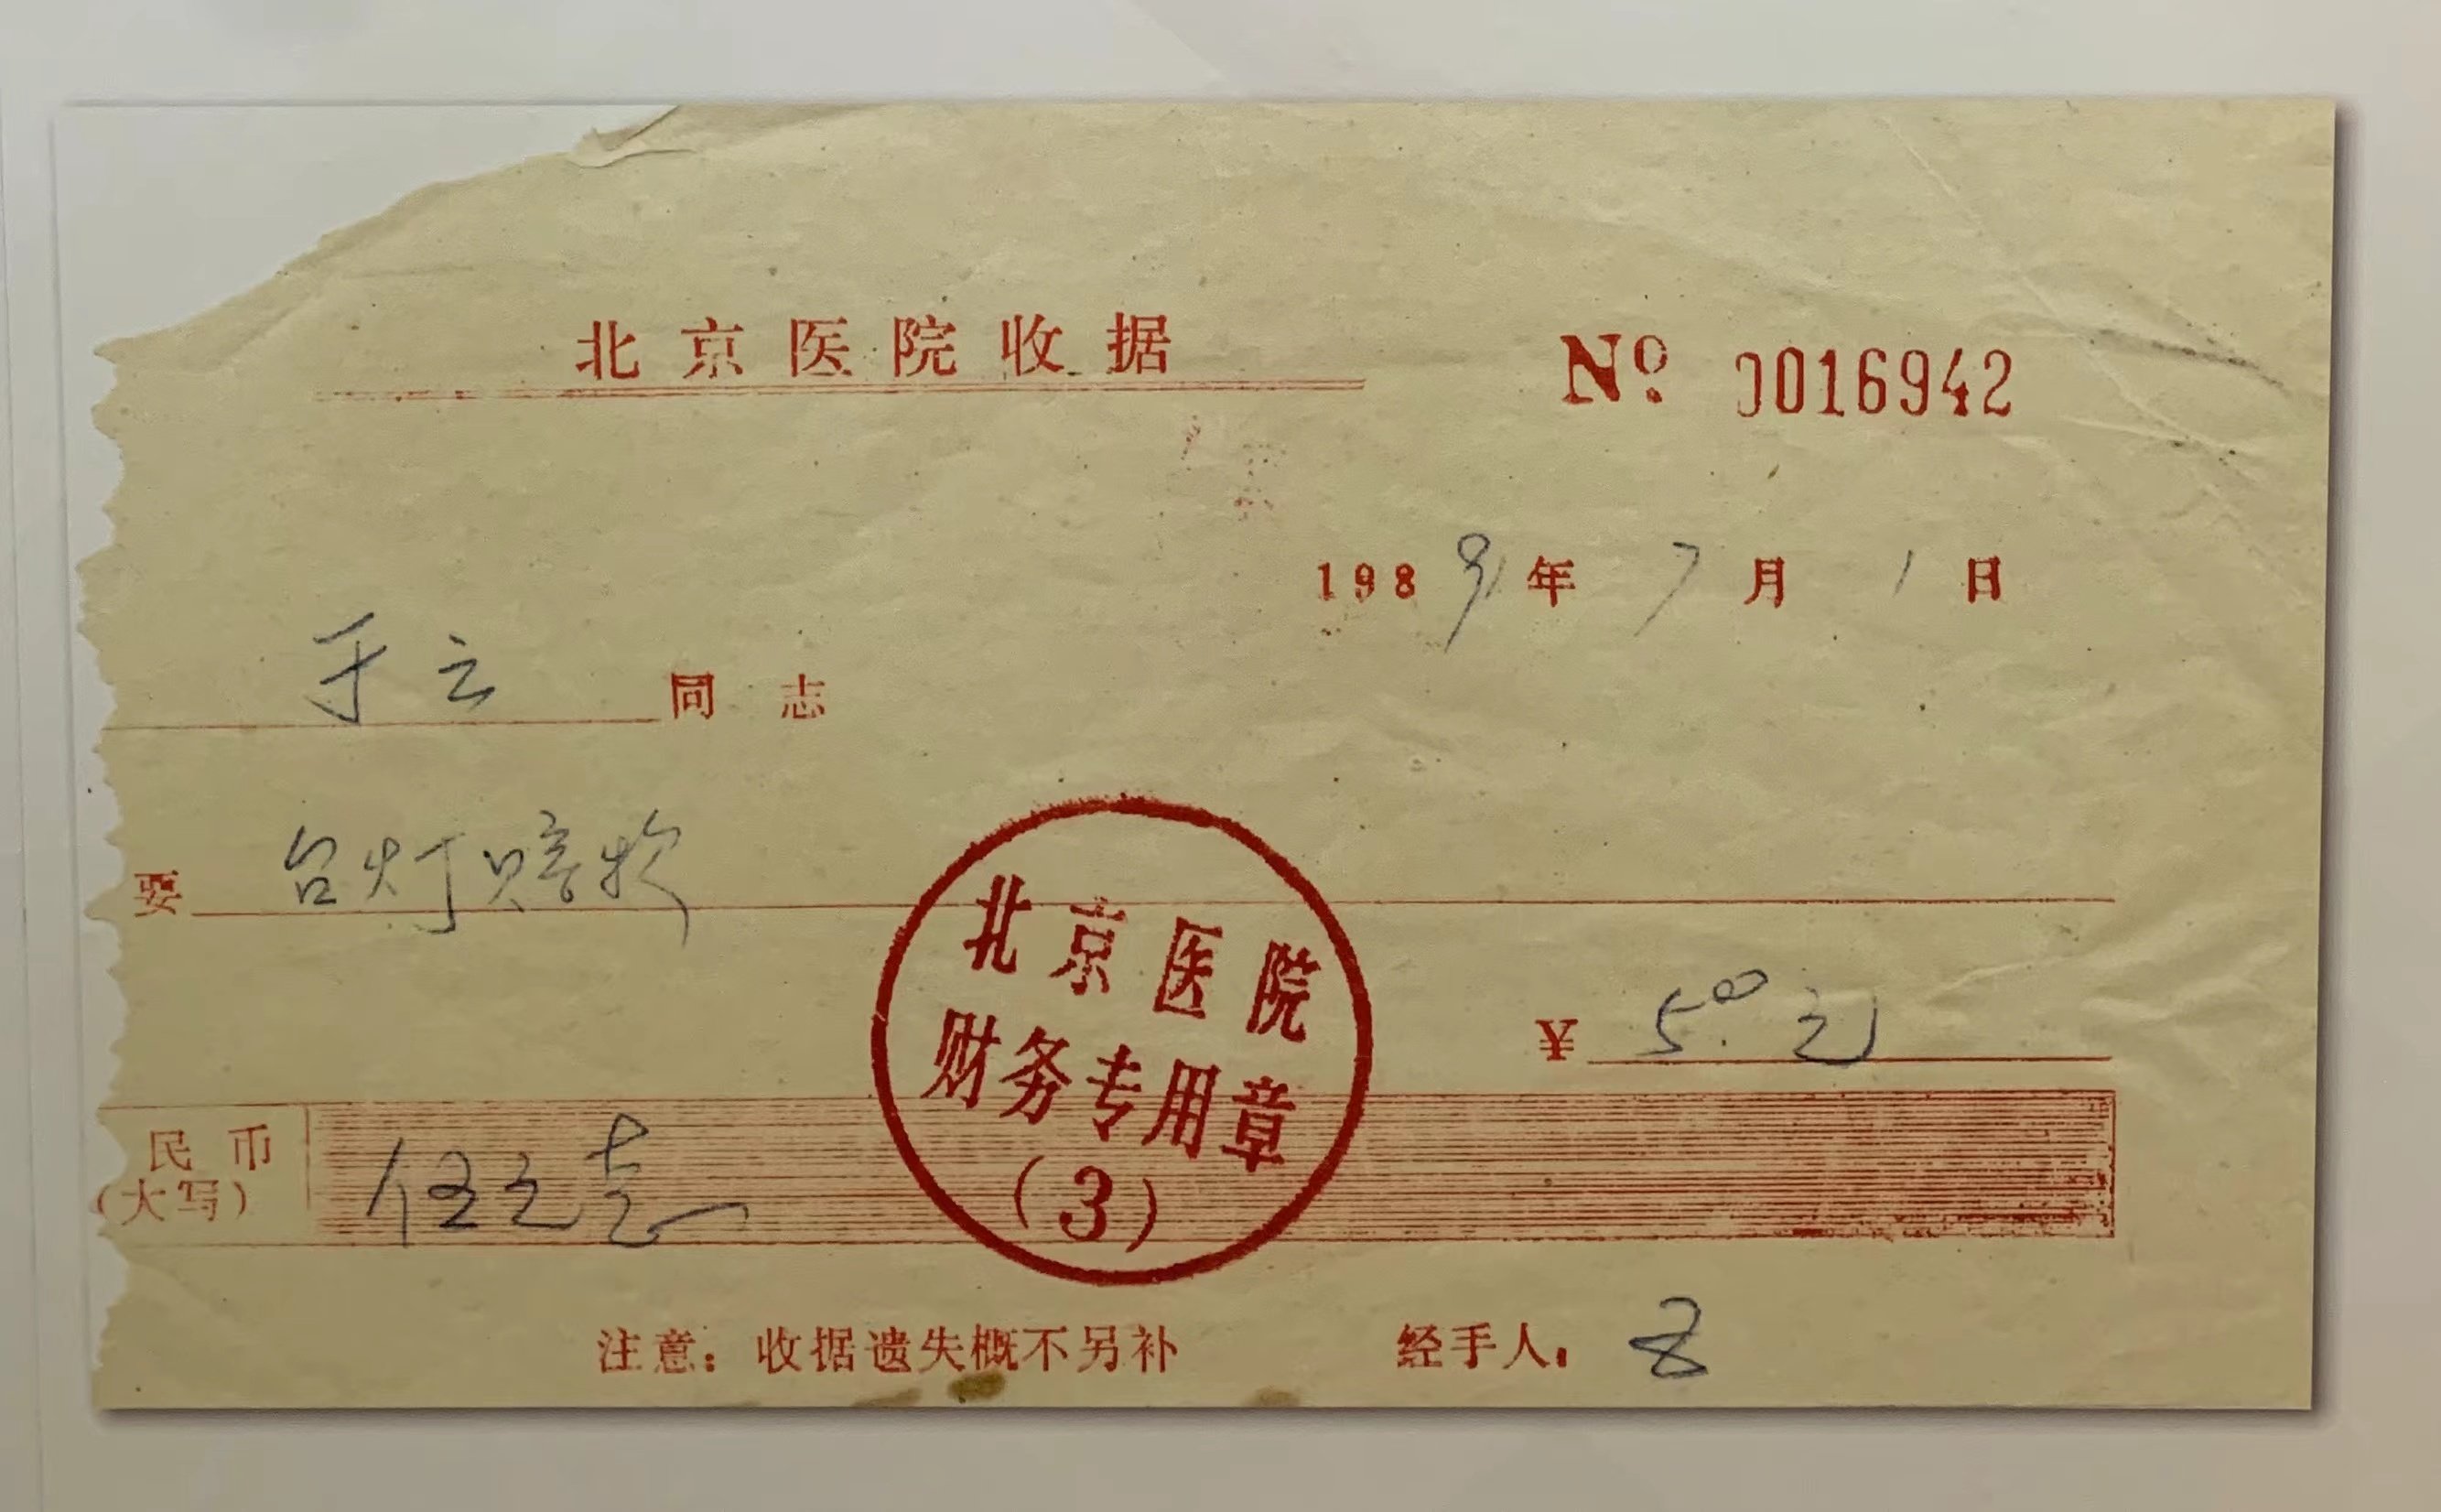 北京医院收据
Nº 0016942
1989年7月1日
于云 同志
要 台灯赔款
北京医院
财务专用章
(3)
¥ 5.00元
民币
(大写) 伍元
注意：收据遗失概不另补 经手人：